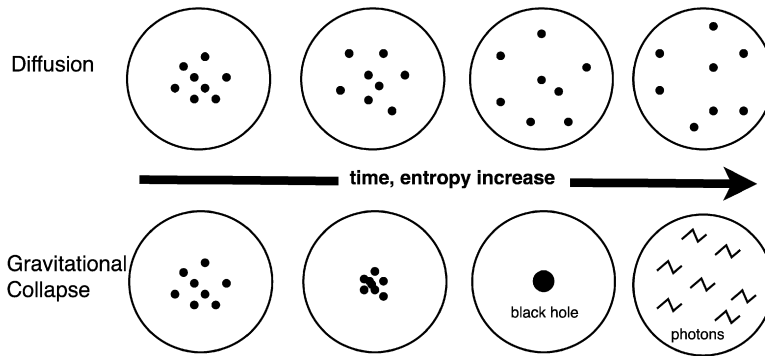 Diffusion
time, entropy increase
Gravitational
Collapse
black hole
photons